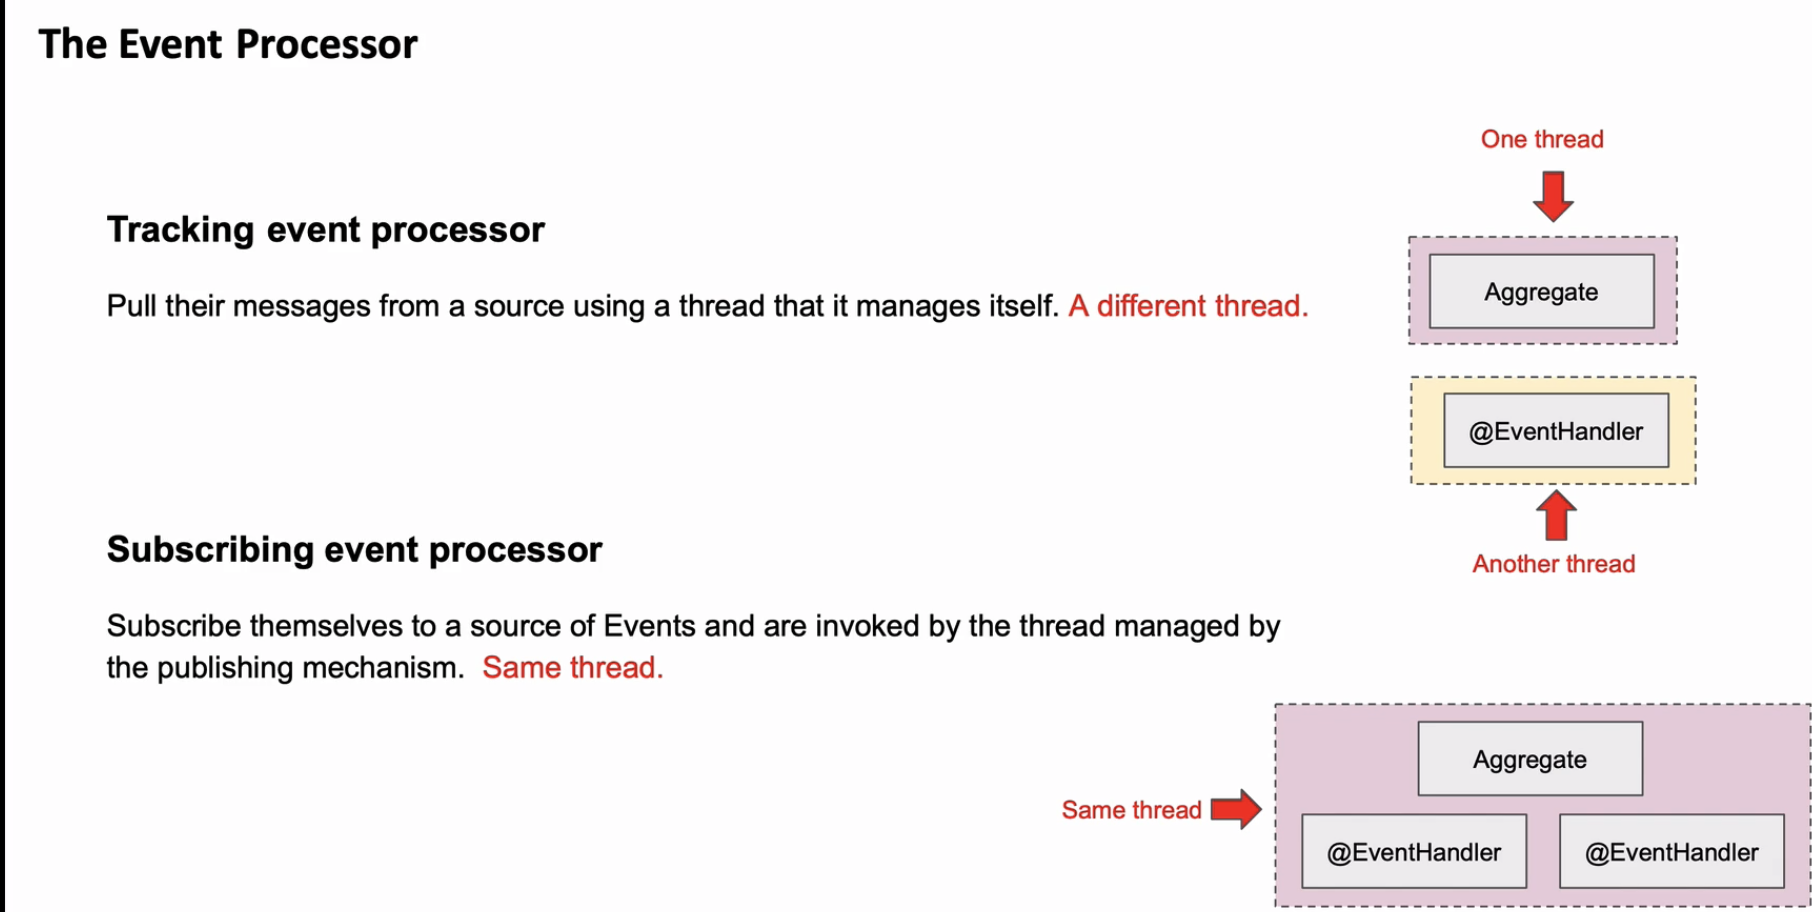 The Event Processor
One thread
Tracking event processor
Pull their messages from a source using a thread that it manages itself. A different thread.
Aggregate
@EventHandler
Another thread
Subscribing event processor
Subscribe themselves to a source of Events and are invoked by the thread managed by
the publishing mechanism. Same thread.
Aggregate
Same thread
@EventHandler @EventHandler